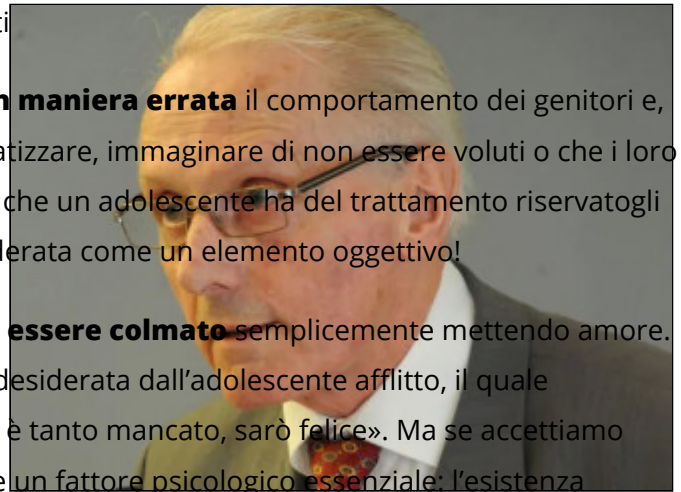 ti
n maniera errata il comportamento dei genitori e,
atizzare, immaginare di non essere voluti o che i loro
che un adolescente ha del trattamento riservatogli
derata come un elemento oggettivo!
essere colmato semplicemente mettendo amore.
desiderata dall’adolescente afflitto, il quale
è tanto mancato, sarò felice». Ma se accettiamo
e un fattore psicologico essenziale: l’esistenza